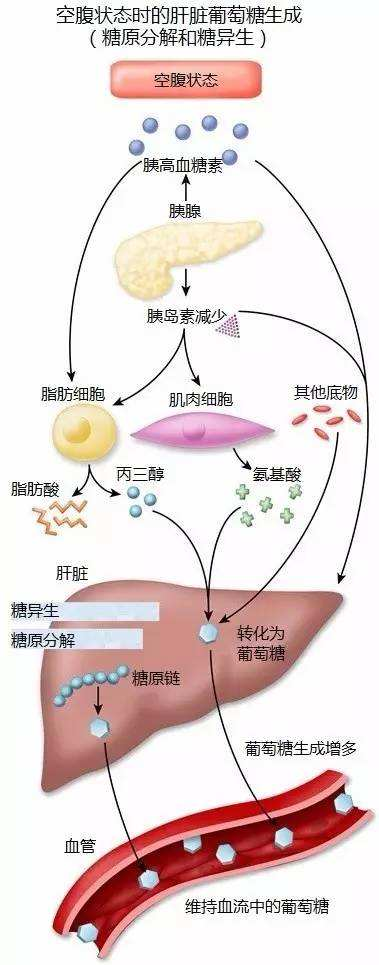 空腹状态时的肝脏葡萄糖生成
（糖原分解和糖异生）
空腹状态
胰高血糖素
胰腺
胰岛素减少
脂肪细胞
肌肉细胞
其他底物
脂肪酸
丙三醇
氨基酸
肝脏
糖异生
糖原分解
转化为
葡萄糖
糖原链
葡萄糖生成增多
血管
维持血流中的葡萄糖